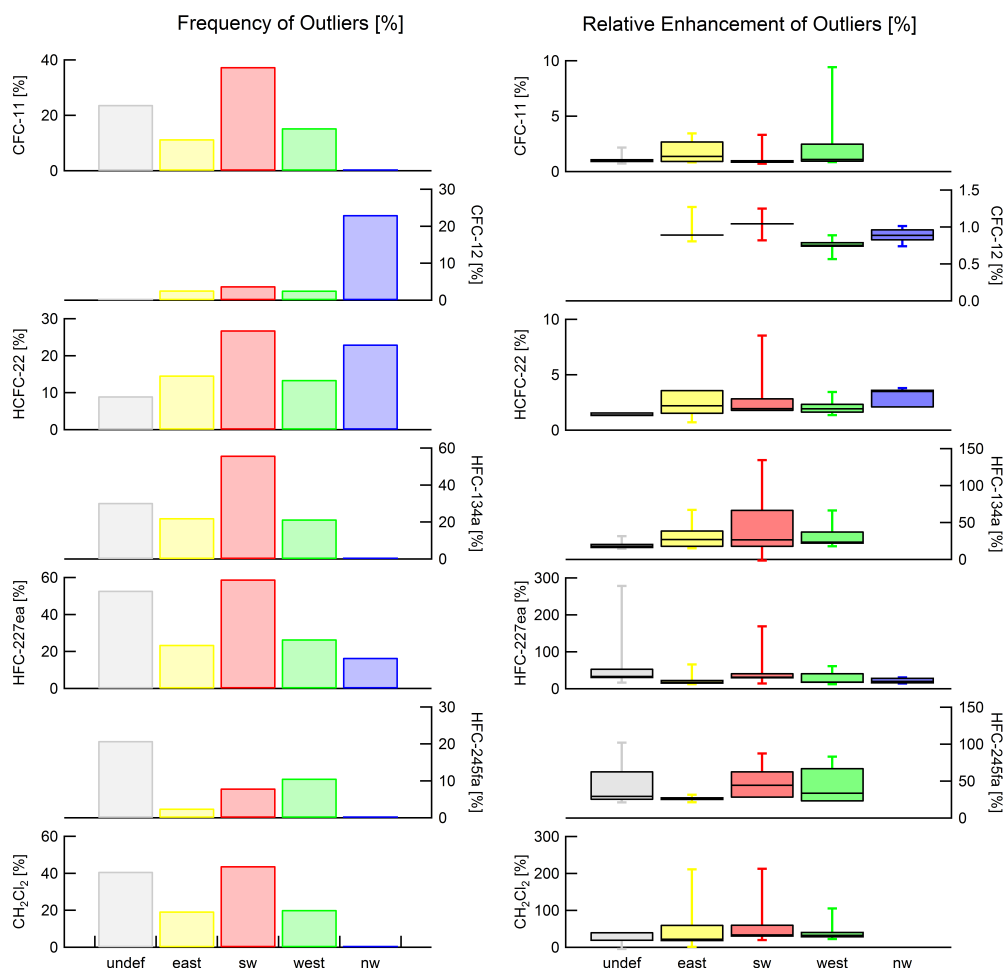 Frequency of Outliers [%]
Relative Enhancement of Outliers [%]
CFC-11 [%]
40
20
0
CFC-11 [%]
10
5
0
30
20
10
0
CFC-12 [%]
1.5
1.0
0.5
0.0
CFC-12 [%]
HCFC-22 [%]
30
20
10
0
HCFC-22 [%]
10
5
0
60
40
20
0
HFC-134a [%]
150
100
50
0
HFC-134a [%]
HFC-227ea [%]
60
40
20
0
HFC-227ea [%]
300
200
100
0
30
20
10
0
HFC-245fa [%]
150
100
50
0
HFC-245fa [%]
CH₂Cl₂ [%]
60
40
20
0
CH₂Cl₂ [%]
300
200
100
0
undef east sw west nw
undef east sw west nw